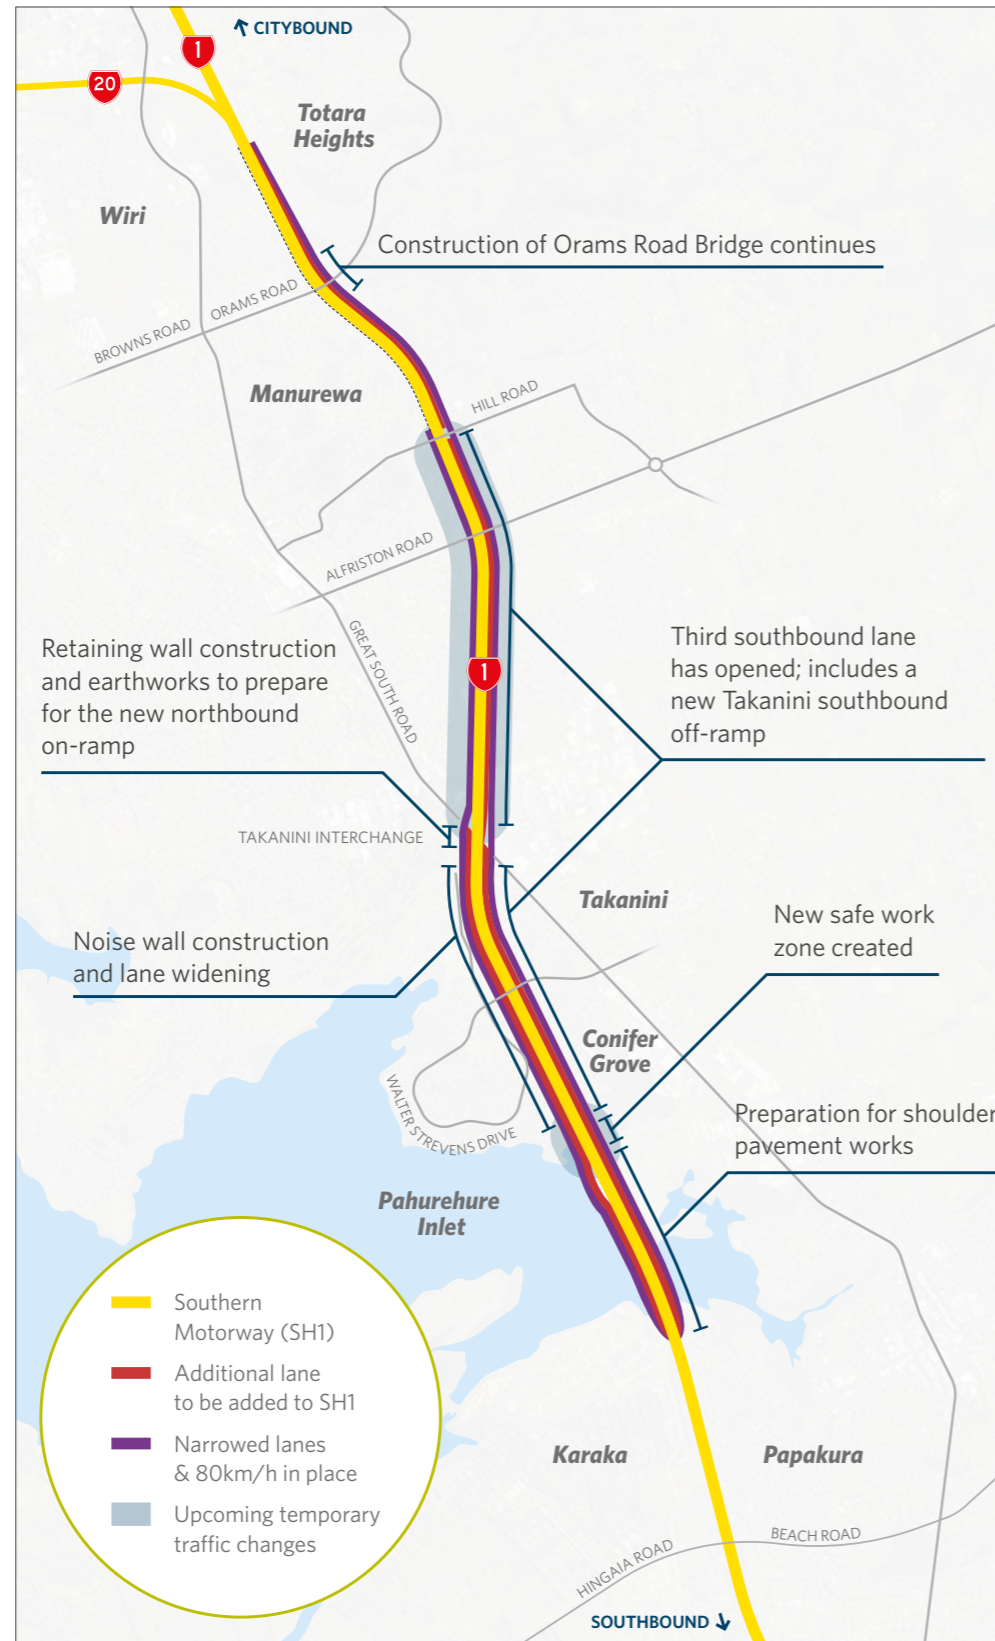 CITYBOUND
1
20
Totara
Heights
Wiri
Construction of Orams Road Bridge continues
ORAMS ROAD
BROWNS ROAD
Manurewa
HILL ROAD
ALFRISTON ROAD
GREAT SOUTH ROAD
Retaining wall construction
and earthworks to prepare
for the new northbound
on-ramp
1
Third southbound lane
has opened; includes a
new Takanini southbound
off-ramp
TAKANINI INTERCHANGE
Takanini
Noise wall construction
and lane widening
New safe work
zone created
Conifer
Grove
WALTER STREVENS DRIVE
Preparation for shoulder
pavement works
Pahurehure
Inlet
Southern
Motorway (SH1)
Additional lane
to be added to SH1
Narrowed lanes
& 80km/h in place
Upcoming temporary
traffic changes
Karaka
Papakura
BEACH ROAD
HINGAIA ROAD
SOUTHBOUND